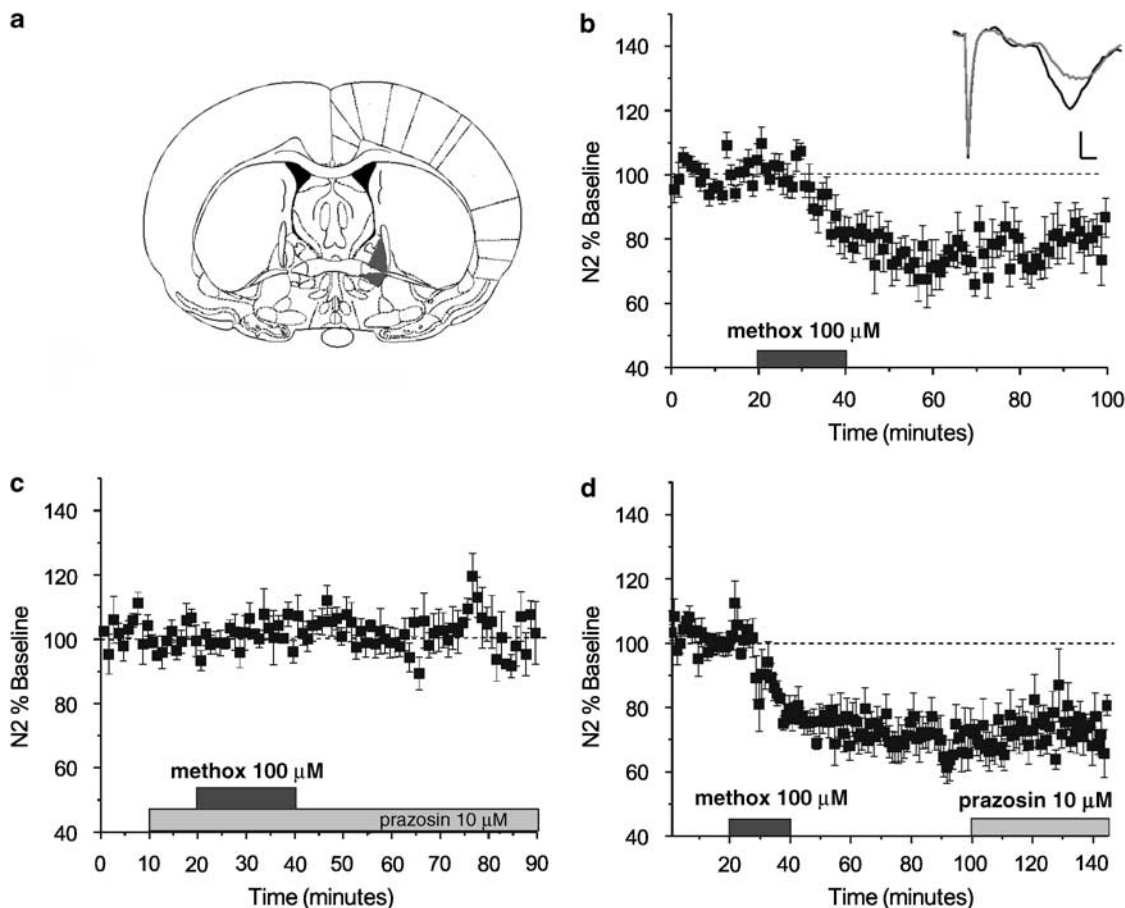 a
b
140
120
100
80
60
40
N2 % Baseline
methox 100 μM
0 20 40 60 80 100
Time (minutes)
c
140
120
100
80
60
40
N2 % Baseline
methox 100 μM
prazosin 10 μM
0 10 20 30 40 50 60 70 80 90
Time (minutes)
d
140
120
100
80
60
40
N2 % Baseline
methox 100 μM
prazosin 10 μM
20 40 60 80 100 120 140
Time (minutes)